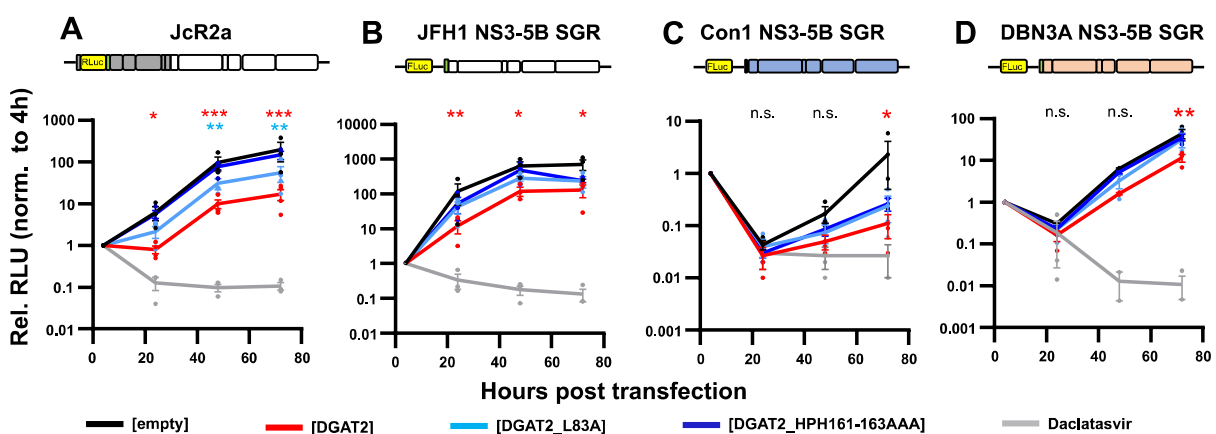 A
JcR2a
RLuc
B
JFH1 NS3-5B SGR
FLuc
C
Con1 NS3-5B SGR
FLuc
D
DBN3A NS3-5B SGR
FLuc
Rel. RLU (norm. to 4h)
* *** ***
** **
1000
100
10
1
0.1
0.01
0 20 40 60 80
** * *
10000
1000
100
10
1
0.1
0.01
0 20 40 60 80
n.s. n.s. *
10
1
0.1
0.01
0.001
0 20 40 60 80
n.s. n.s. **
100
10
1
0.1
0.01
0.001
0 20 40 60 80
Hours post transfection
[empty] [DGAT2] [DGAT2_L83A] [DGAT2_HPH161-163AAA] Daclatasvir